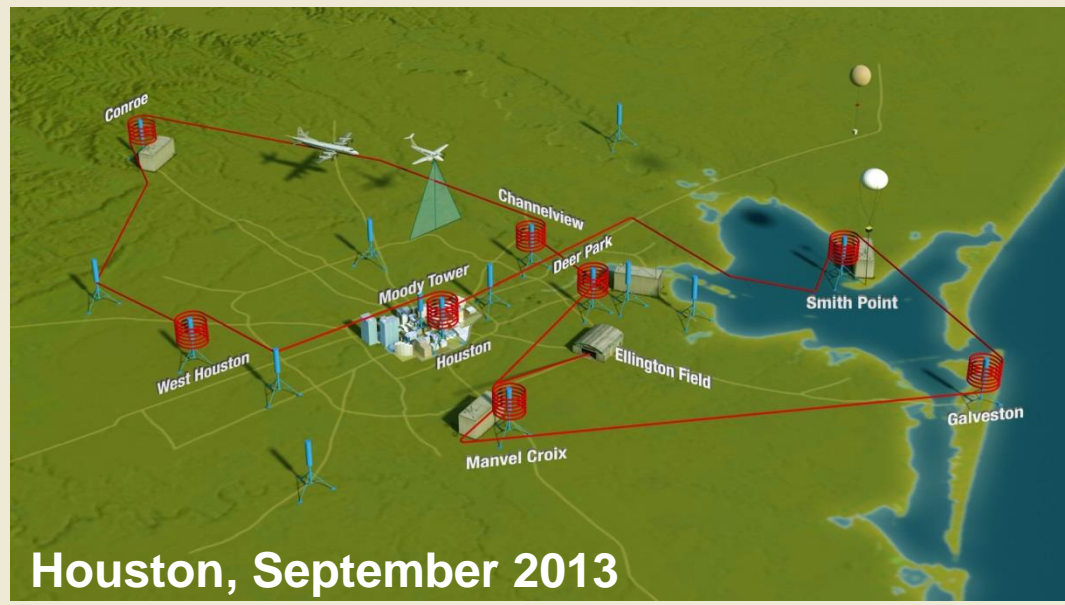 Conroe
Channelview
Deer Park
Moody Tower
Smith Point
Houston
West Houston
Ellington Field
Galveston
Manvel Croix
Houston, September 2013